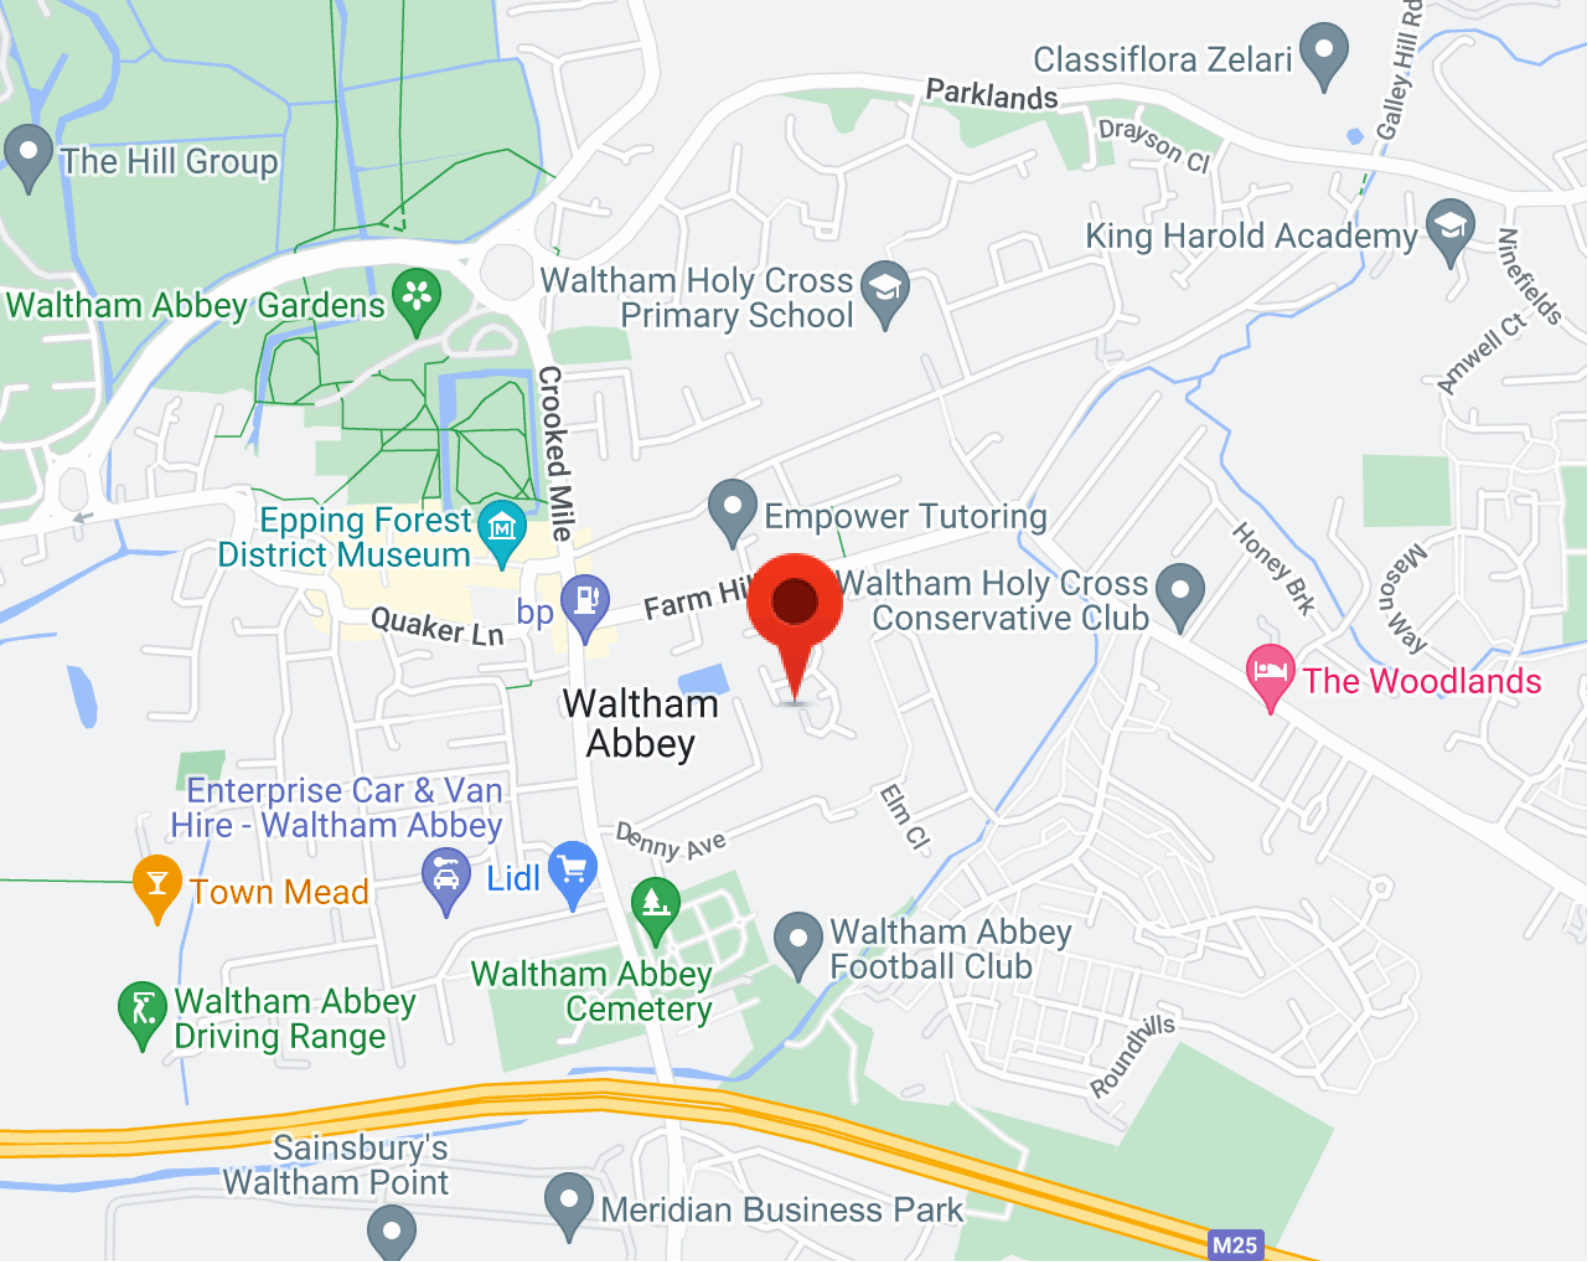 Classiflora Zelari
Galley Hill Rd
Parklands
Drayson Cl
The Hill Group
King Harold Academy
Ninefields
Waltham Holy Cross
Primary School
Waltham Abbey Gardens
Amwell Ct
Crooked Mile
Epping Forest
District Museum
Empower Tutoring
Honey Brk
Mason Way
bp
Farm Hil
Waltham Holy Cross
Conservative Club
Quaker Ln
The Woodlands
Waltham
Abbey
Enterprise Car & Van
Hire - Waltham Abbey
Elm Cl
Denny Ave
Lidl
Town Mead
Waltham Abbey
Football Club
Waltham Abbey
Cemetery
Waltham Abbey
Driving Range
Roundhills
Sainsbury's
Waltham Point
Meridian Business Park
M25